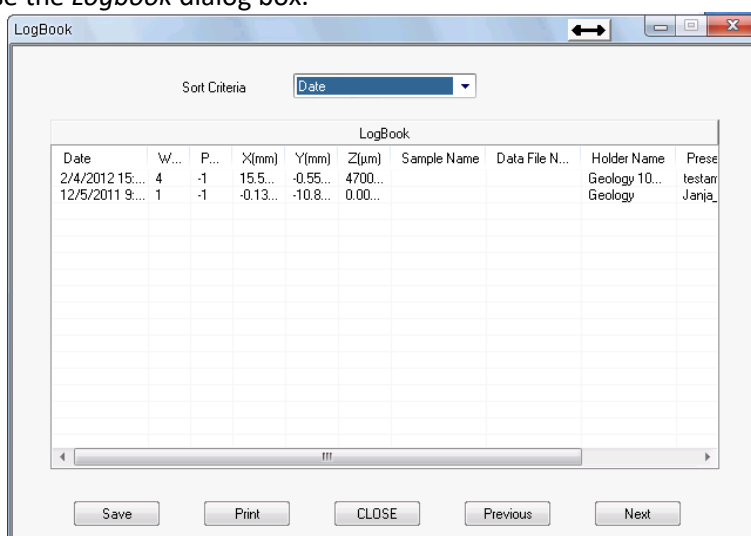 se the Logbook dialog box.
LogBook
Sort Criteria Date
LogBook
Date W... P... X(mm) Y(mm) Z(µm) Sample Name Data File N... Holder Name Prese
2/4/2012 15:... 4 -1 15.5... -0.55... 4700... Geology 10... testam
12/5/2011 9:... 1 -1 -0.13... -10.8... 0.00... Geology Janja_
Save Print CLOSE Previous Next